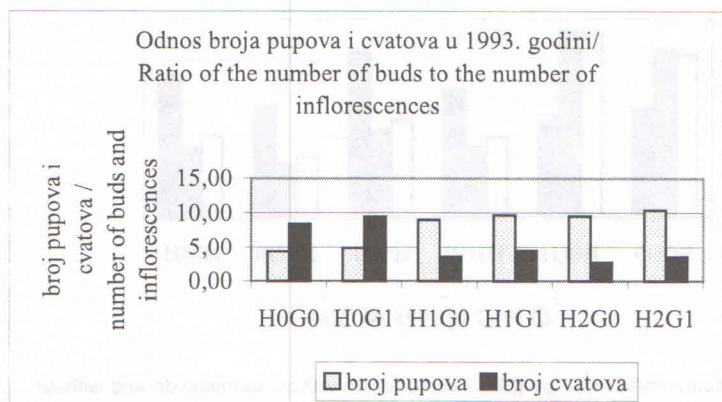 Odnos broja pupova i cvatova u 1993. godini/
Ratio of the number of buds to the number of
inflorescences
broj pupova i
cvatova /
number of buds and
inflorescences
15,00
10,00
5,00
0,00
H0G0 H0G1 H1G0 H1G1 H2G0 H2G1
broj pupova broj cvatova